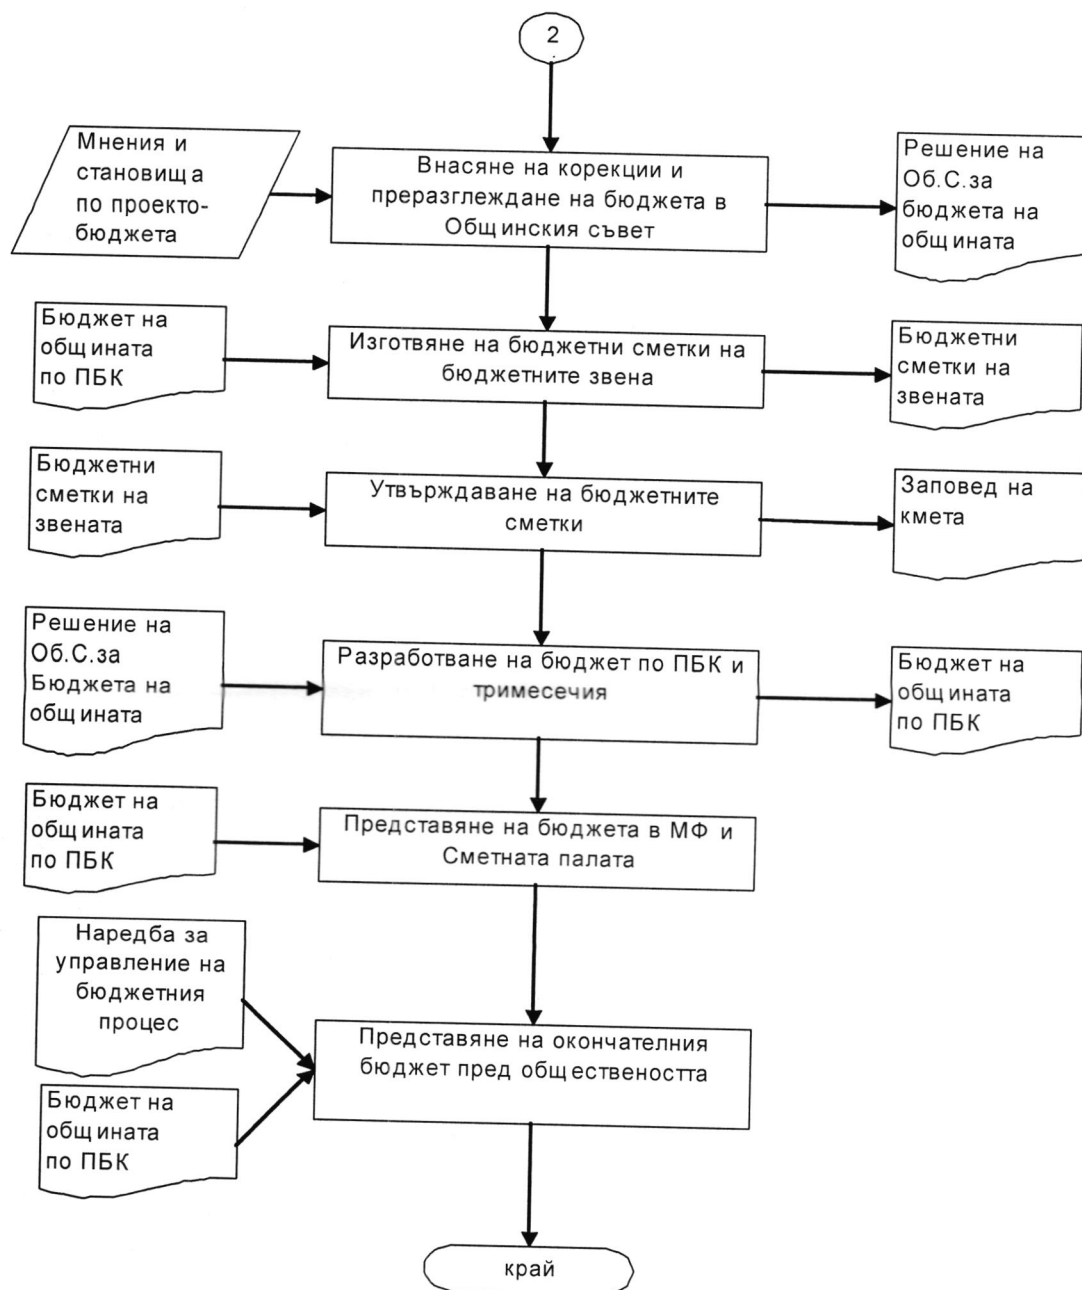 2
Мнения и
становища
по проекто-
бюджета
Внасяне на корекции и
преразглеждане на бюджета в
Общинския съвет
Решение на
Об.С.за
бюджета на
общината
Бюджет на
общината
по ПБК
Изготвяне на бюджетни сметки на
бюджетните звена
Бюджетни
сметки на
звената
Бюджетни
сметки на
звената
Утвърждаване на бюджетните
сметки
Заповед на
кмета
Решение на
Об.С.за
Бюджета на
общината
Разработване на бюджет по ПБК и
тримесечия
Бюджет на
общината
по ПБК
Бюджет на
общината
по ПБК
Представяне на бюджета в МФ и
Сметната палата
Наредба за
управление на
бюджетния
процес
Представяне на окончателния
бюджет пред обществеността
Бюджет на
общината
по ПБК
край